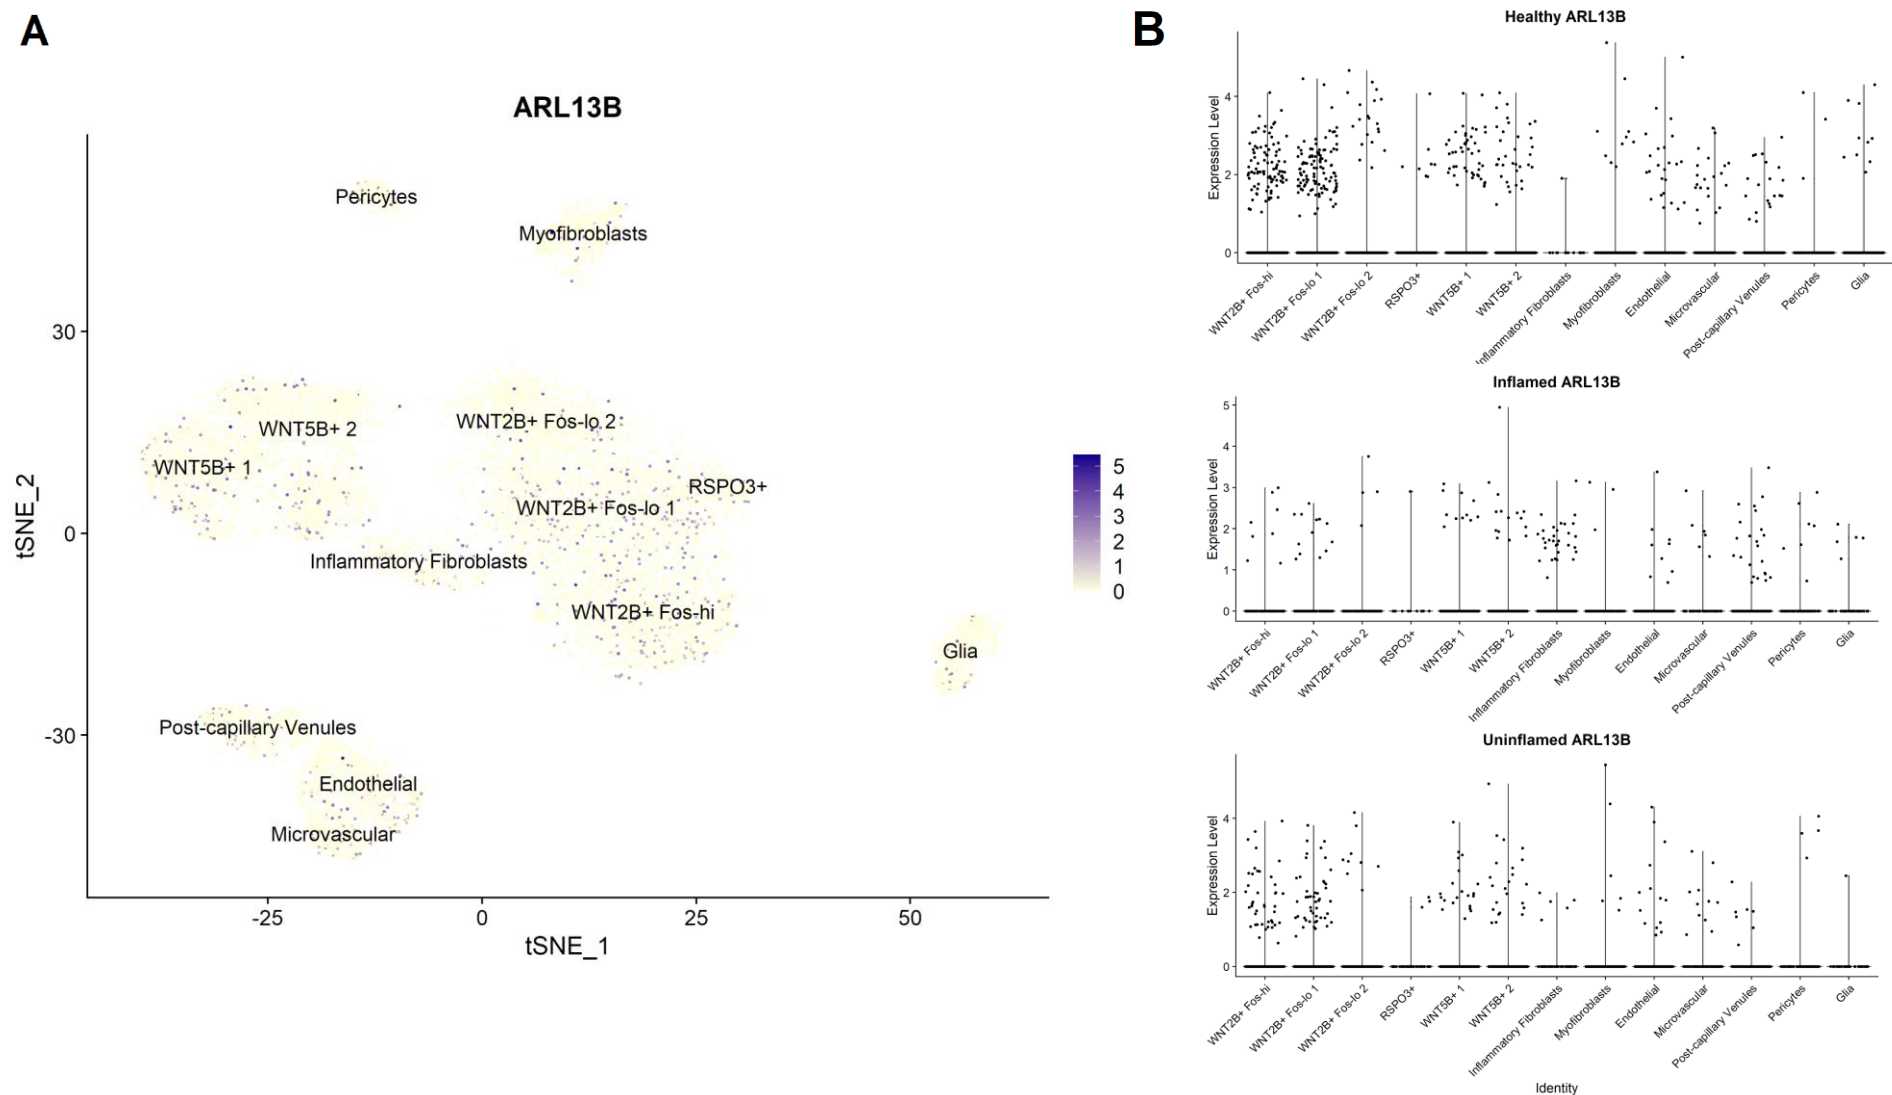 A
ARL13B
Pericytes
Myofibroblasts
30
WNT5B+ 2
WNT2B+ Fos-lo 2
WNT5B+ 1
RSPO3+
WNT2B+ Fos-lo 1
0
Inflammatory Fibroblasts
WNT2B+ Fos-hi
Glia
-30
Post-capillary Venules
Endothelial
Microvascular
tSNE_2
-25 0 25 50
tSNE_1
5
4
3
2
1
0
B
Healthy ARL13B
Expression Level
4
2
0
WNT2B+ Fos-hi
WNT2B+ Fos-lo 1
WNT2B+ Fos-lo 2
RSPO3+
WNT5B+ 1
WNT5B+ 2
Inflammatory Fibroblasts
Myofibroblasts
Endothelial
Microvascular
Post-capillary Venules
Pericytes
Glia
Inflamed ARL13B
Expression Level
5
4
3
2
1
0
WNT2B+ Fos-hi
WNT2B+ Fos-lo 1
WNT2B+ Fos-lo 2
RSPO3+
WNT5B+ 1
WNT5B+ 2
Inflammatory Fibroblasts
Myofibroblasts
Endothelial
Microvascular
Post-capillary Venules
Pericytes
Glia
Uninflamed ARL13B
Expression Level
4
2
0
WNT2B+ Fos-hi
WNT2B+ Fos-lo 1
WNT2B+ Fos-lo 2
RSPO3+
WNT5B+ 1
WNT5B+ 2
Inflammatory Fibroblasts
Myofibroblasts
Endothelial
Microvascular
Post-capillary Venules
Pericytes
Glia
Identity